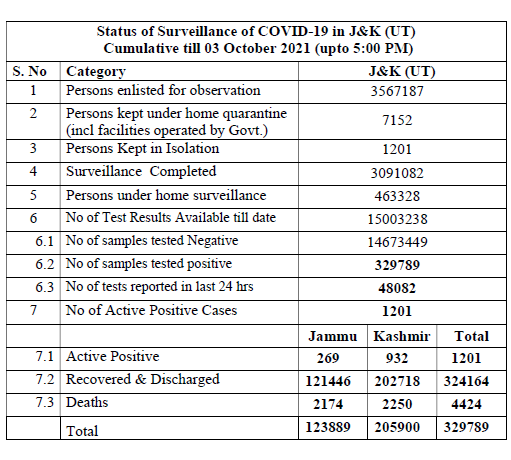 Status of Surveillance of COVID-19 in J&K (UT)
Cumulative till 03 October 2021 (upto 5:00 PM)
S. No Category J&K (UT)
1 Persons enlisted for observation 3567187
2 Persons kept under home quarantine
(incl facilities operated by Govt.) 7152
3 Persons Kept in Isolation 1201
4 Surveillance Completed 3091082
5 Persons under home surveillance 463328
6 No of Test Results Available till date 15003238
6.1 No of samples tested Negative 14673449
6.2 No of samples tested positive 329789
6.3 No of tests reported in last 24 hrs 48082
7 No of Active Positive Cases 1201
Jammu Kashmir Total
7.1 Active Positive 269 932 1201
7.2 Recovered & Discharged 121446 202718 324164
7.3 Deaths 2174 2250 4424
Total 123889 205900 329789